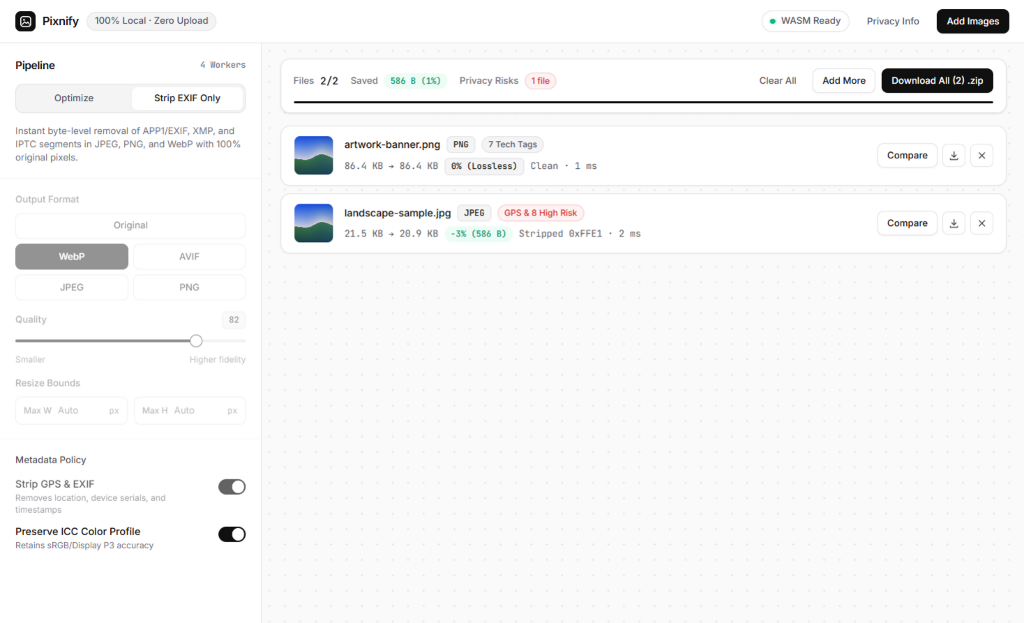 Pixnify 100% Local · Zero Upload WASM Ready Privacy Info Add Images
Pipeline 4 Workers
Optimize Strip EXIF Only
Instant byte-level removal of APP1/EXIF, XMP, and
IPTC segments in JPEG, PNG, and WebP with 100%
original pixels.
Output Format
Original
WebP AVIF
JPEG PNG
Quality 82
Smaller Higher fidelity
Resize Bounds
Max W Auto px Max H Auto px
Metadata Policy
Strip GPS & EXIF
Removes location, device serials, and
timestamps
Preserve ICC Color Profile
Retains sRGB/Display P3 accuracy
Files 2/2 Saved 586 B (1%) Privacy Risks 1 file Clear All Add More Download All (2) .zip
artwork-banner.png PNG 7 Tech Tags
86.4 KB → 86.4 KB 0% (Lossless) Clean · 1 ms
Compare
landscape-sample.jpg JPEG GPS & 8 High Risk
21.5 KB → 20.9 KB -3% (586 B) Stripped 0xFFE1 · 2 ms
Compare